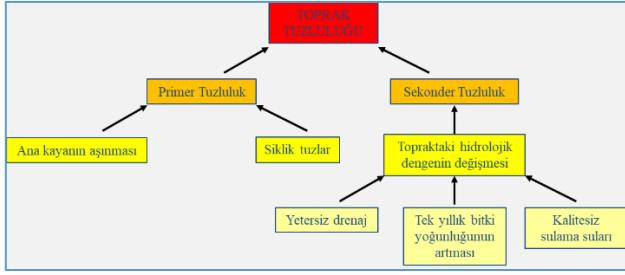 TOPRAK
TUZLULUĞU
Primer Tuzluluk
Sekonder Tuzluluk
Ana kayanın aşınması
Siklik tuzlar
Topraktaki hidrolojik
dengenin değişmesi
Yetersiz drenaj
Tek yıllık bitki
yoğunluğunun
artması
Kalitesiz
sulama suları